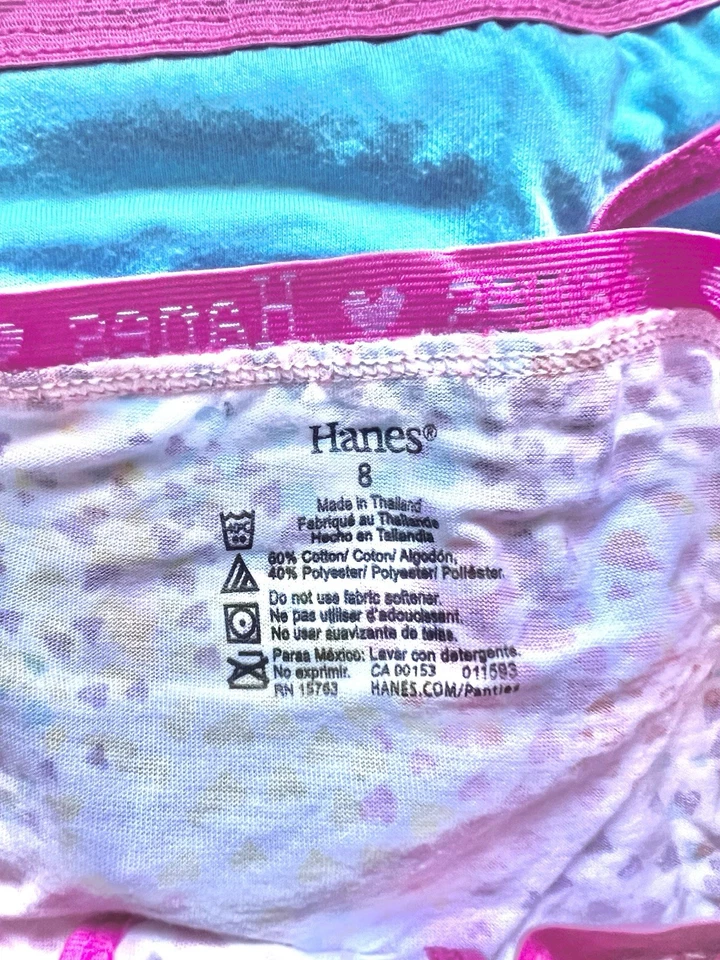 Hanes
Hanes®
8
Made in Thailand
Fabriqué au Thaïlande
Hecho en Tailandia
60% Cotton/ Coton/ Algodón,
40% Polyester/ Polyester/ Poliéster.
Do not use fabric softener.
Ne pas utiliser d'adoucissant.
No usar suavizante de telas.
Paraa México: Lavar con detergente.
No exprimir. CA 00153 011593
RN 15763 HANES.COM/Panties